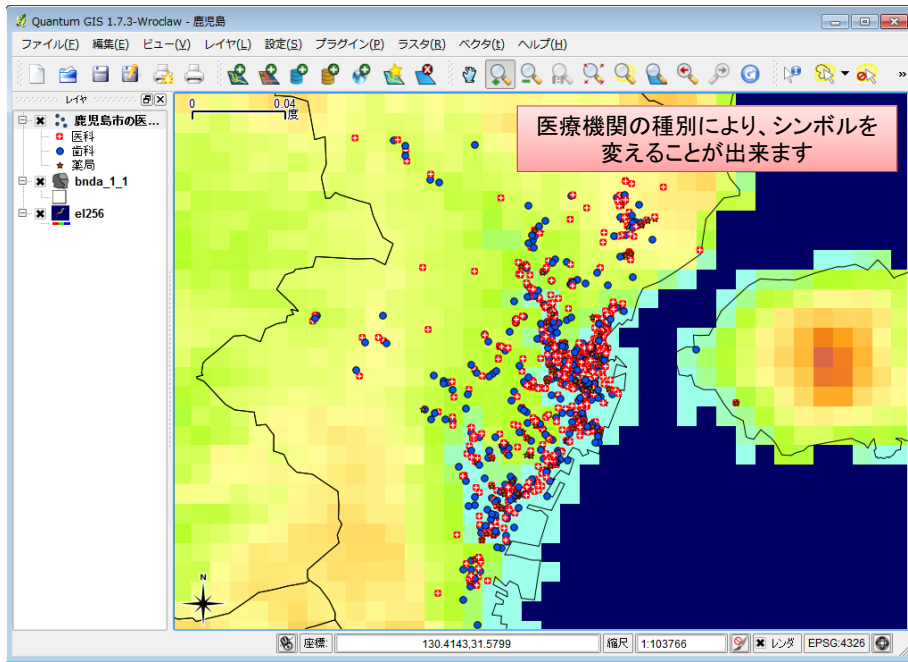 Quantum GIS 1.7.3-Wroclaw - 鹿児島
ファイル(F) 編集(E) ビュー(V) レイヤ(L) 設定(S) プラグイン(P) ラスタ(R) ベクタ(t) ヘルプ(H)
»
レイヤ
鹿児島市の医...
医科
歯科
薬局
bnda_1_1
el256
0 0.04
度
医療機関の種別により、シンボルを
変えることが出来ます
N
座標: 130.4143,31.5799 縮尺 1:103766 レンダ EPSG:4326